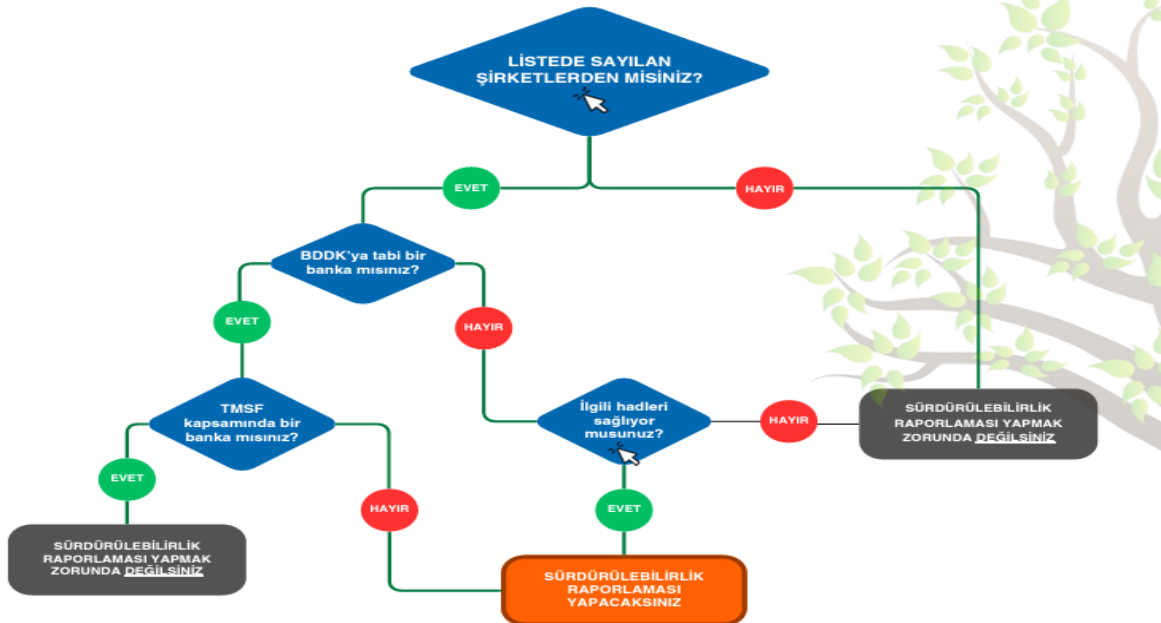 LİSTEDE SAYILAN
ŞİRKETLERDEN MİSİNİZ?
EVET
HAYIR
BDDK'ya tabi bir
banka mısınız?
EVET
HAYIR
TMSF
kapsamında bir
banka mısınız?
İlgili hadleri
sağlıyor
musunuz?
HAYIR
SÜRDÜRÜLEBİLİRLİK
RAPORLAMASI YAPMAK
ZORUNDA DEĞİLSİNİZ
EVET
HAYIR
EVET
SÜRDÜRÜLEBİLİRLİK
RAPORLAMASI YAPMAK
ZORUNDA DEĞİLSİNİZ
SÜRDÜRÜLEBİLİRLİK
RAPORLAMASI
YAPACAKSINIZ